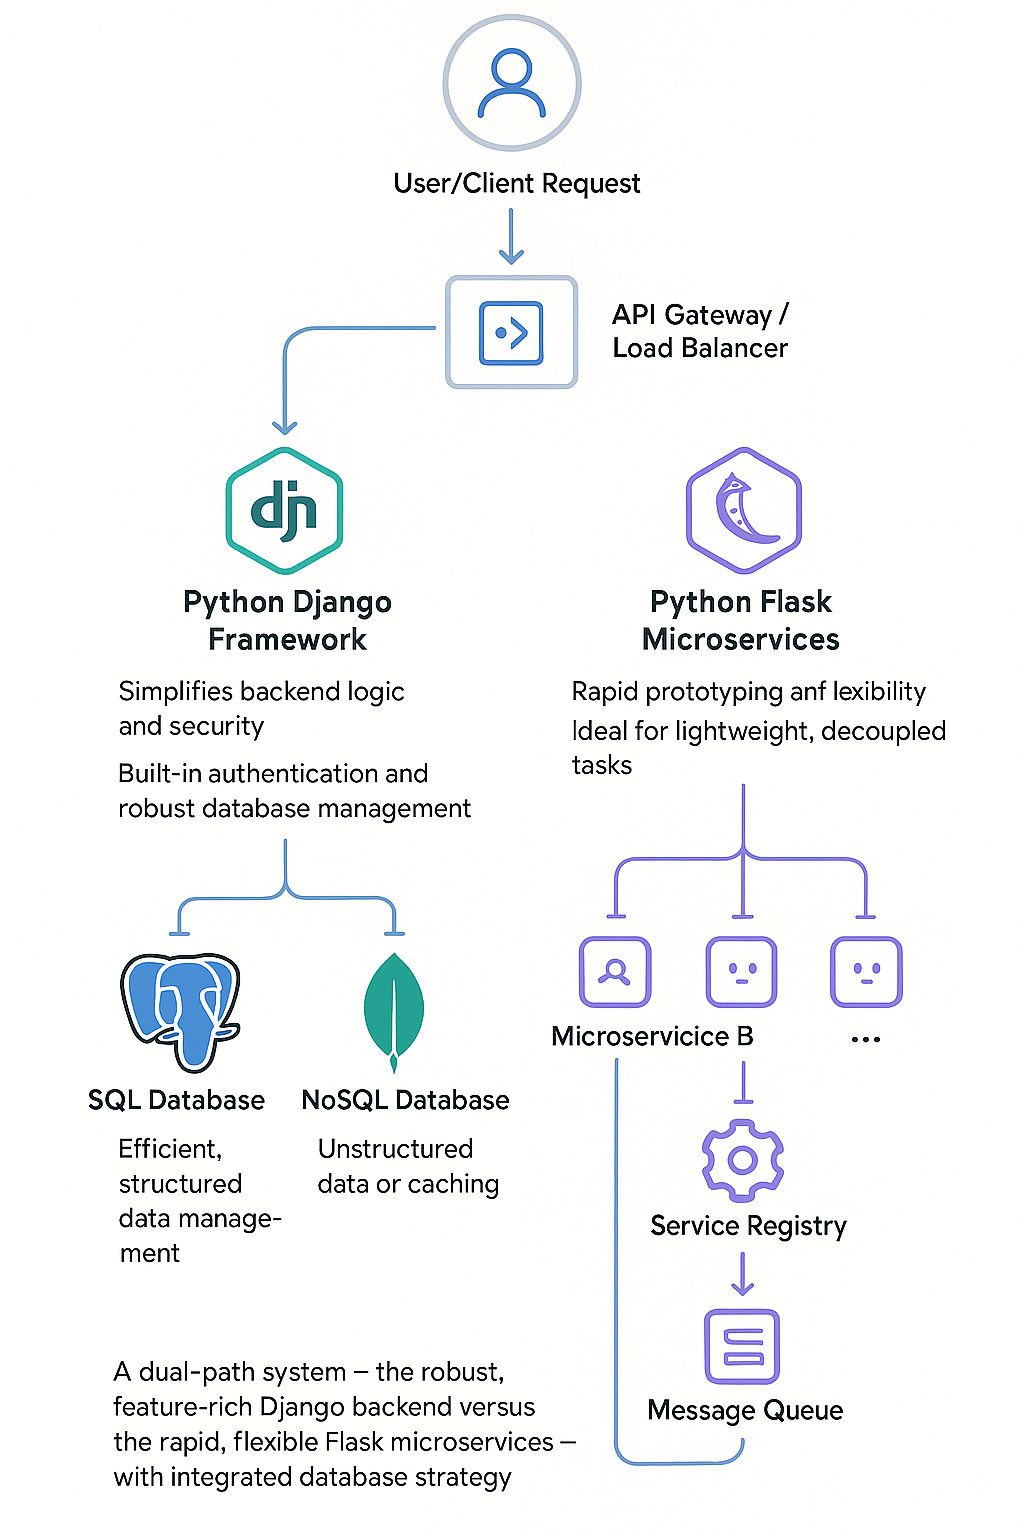 User/Client Request
API Gateway /
Load Balancer
djn
Python Django
Framework
Simplifies backend logic
and security
Built-in authentication and
robust database management
Python Flask
Microservices
Rapid prototyping anf lexibility
Ideal for lightweight, decoupled
tasks
SQL Database
Efficient,
structured
data manage-
ment
NoSQL Database
Unstructured
data or caching
Microservicice B
...
Service Registry
Message Queue
A dual-path system – the robust,
feature-rich Django backend versus
the rapid, flexible Flask microservices –
with integrated database strategy